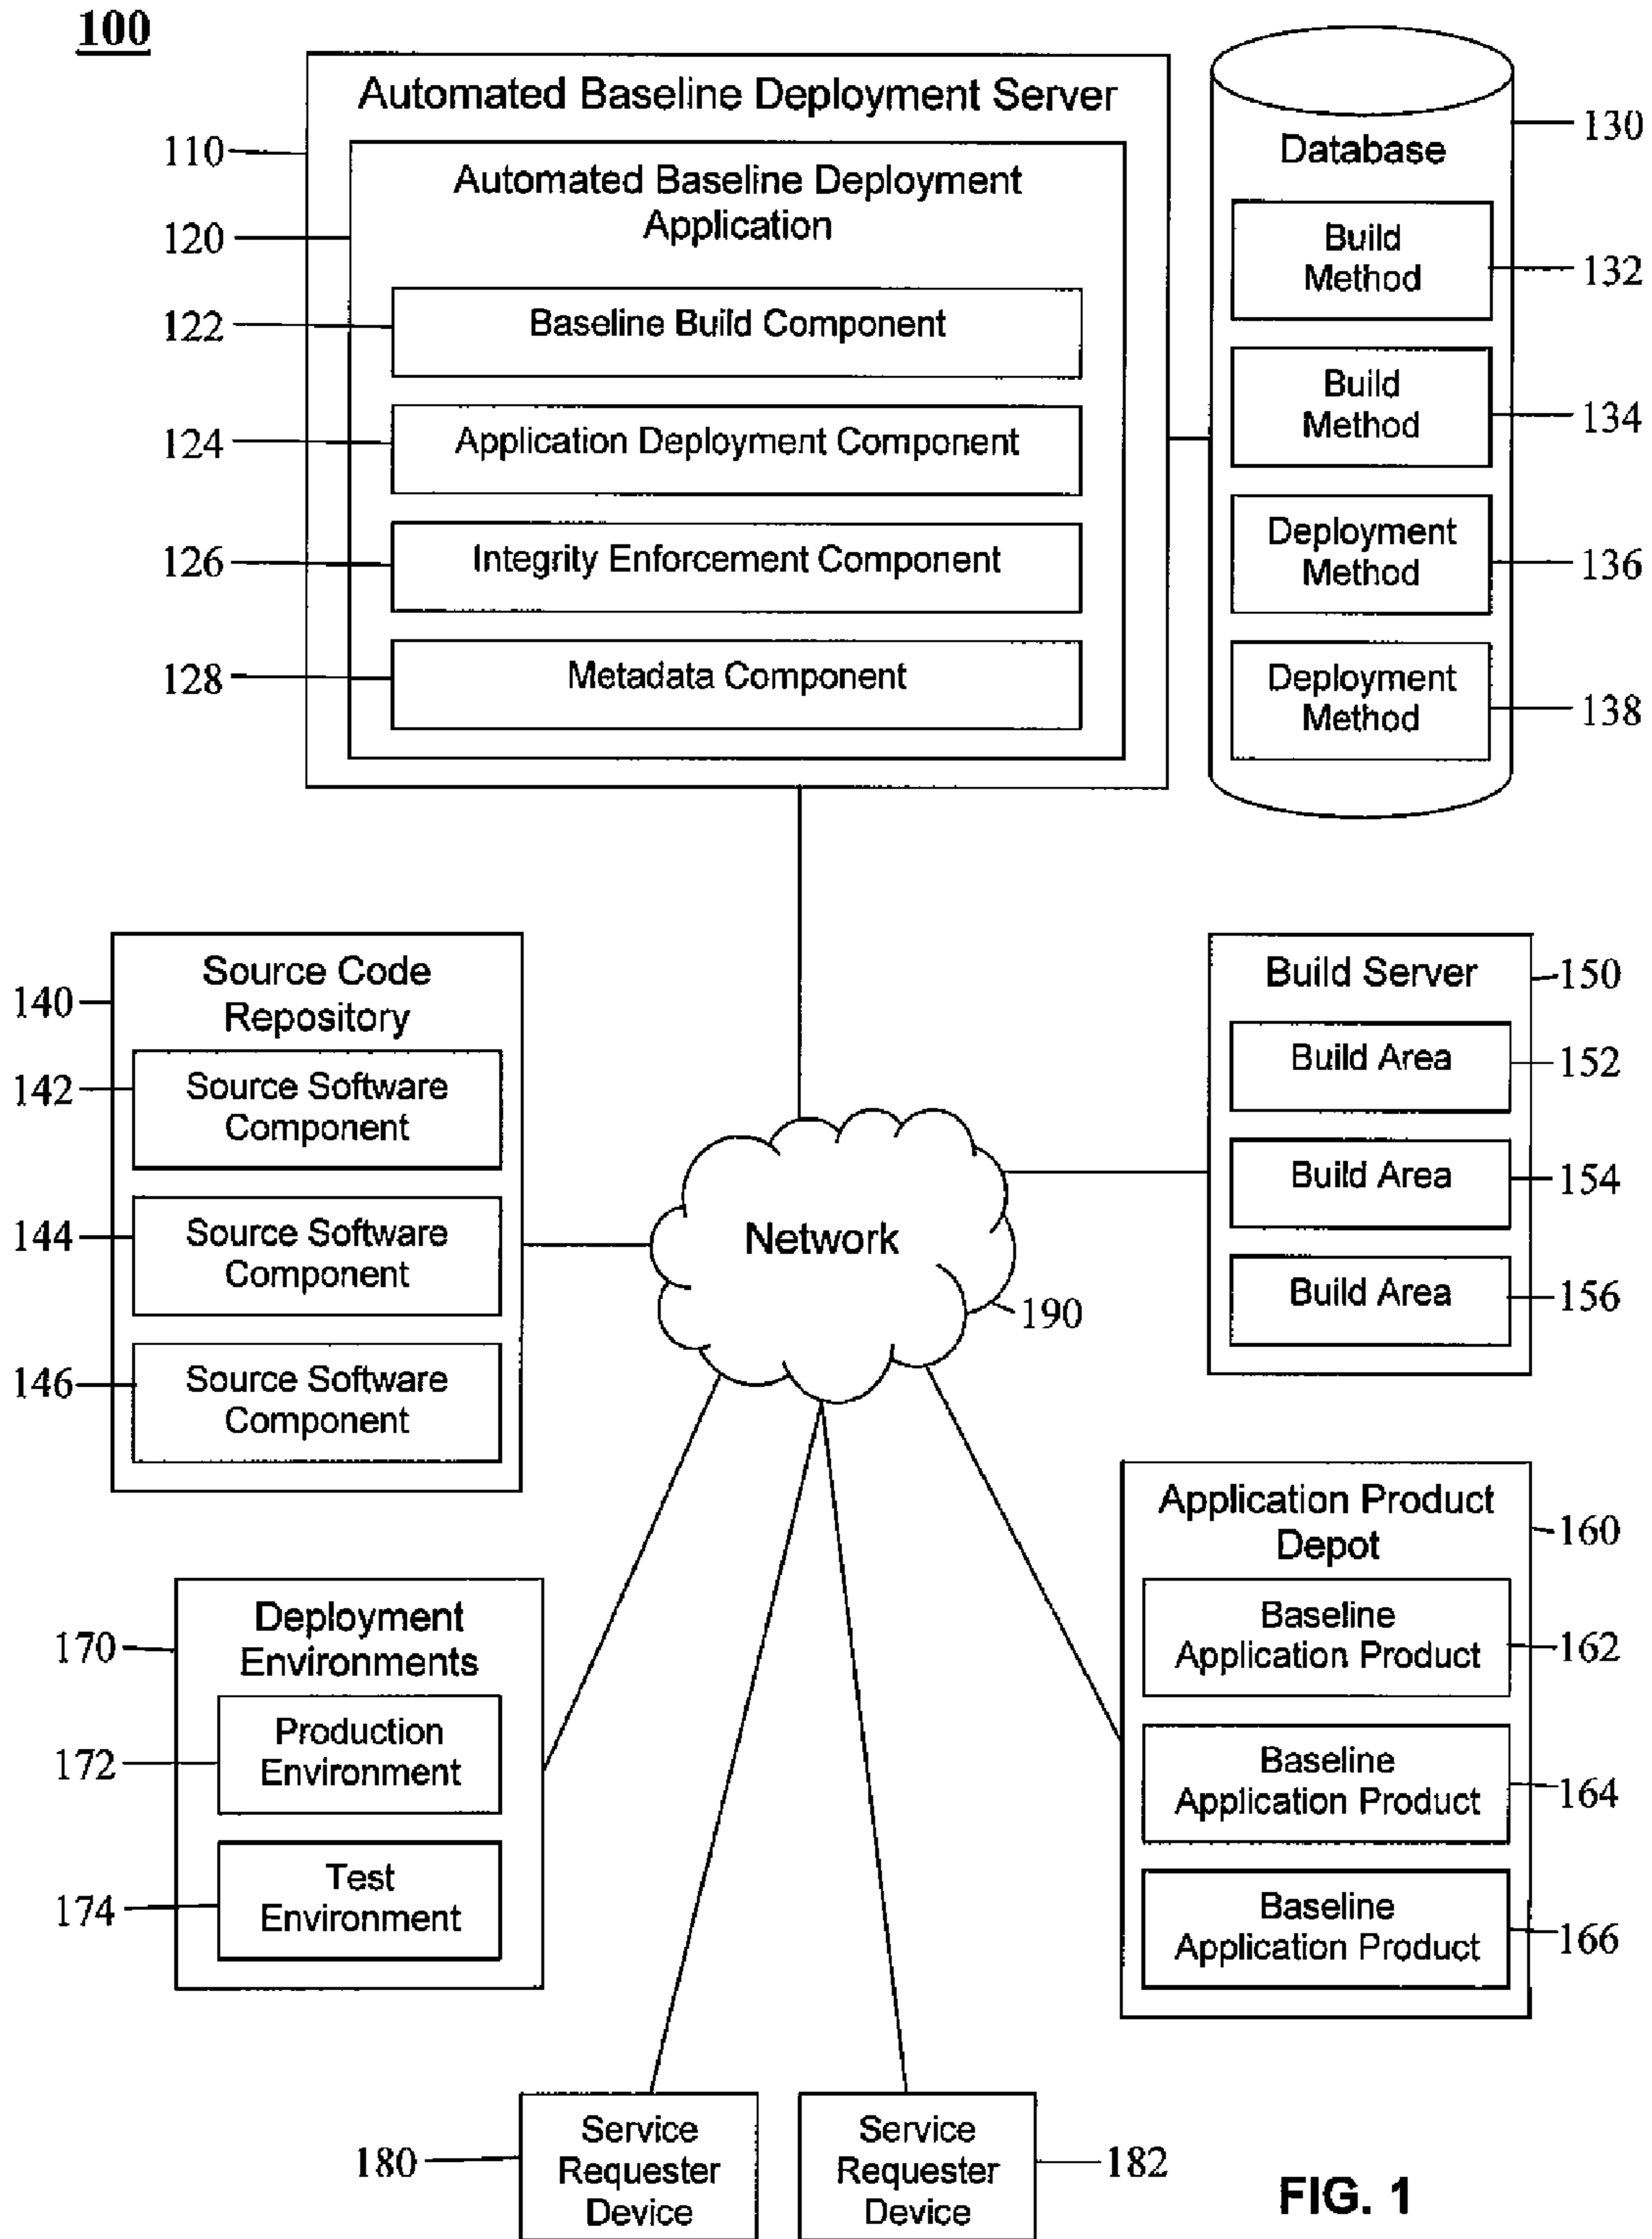 100
Automated Baseline Deployment Server
110
Automated Baseline Deployment
Application
120
122
Baseline Build Component
124
Application Deployment Component
126
Integrity Enforcement Component
128
Metadata Component
Database
130
Build
Method
132
Build
Method
134
Deployment
Method
136
Deployment
Method
138
Source Code
Repository
140
142
Source Software
Component
144
Source Software
Component
146
Source Software
Component
Network
190
Build Server
150
Build Area
152
Build Area
154
Build Area
156
Application Product
Depot
160
Baseline
Application Product
162
Baseline
Application Product
164
Baseline
Application Product
166
Deployment
Environments
170
Production
Environment
172
Test
Environment
174
180
Service
Requester
Device
Service
Requester
Device
182
FIG. 1